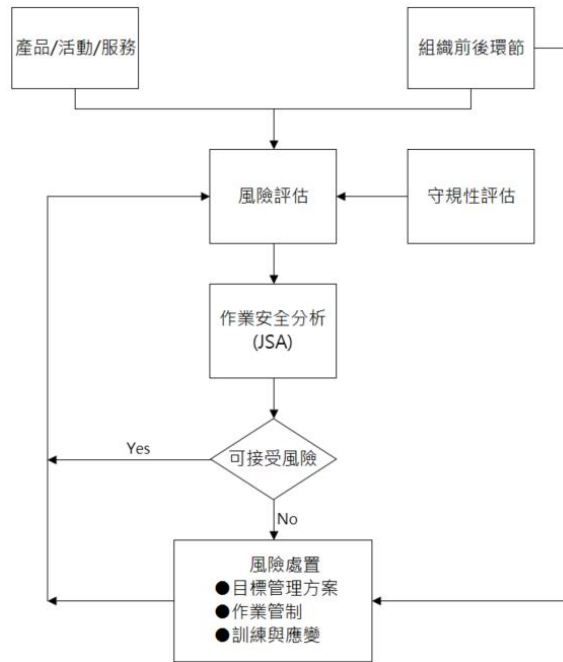 產品/活動/服務
組織前後環節
風險評估
守規性評估
作業安全分析
(JSA)
Yes
可接受風險
No
風險處置
●目標管理方案
●作業管制
●訓練與應變